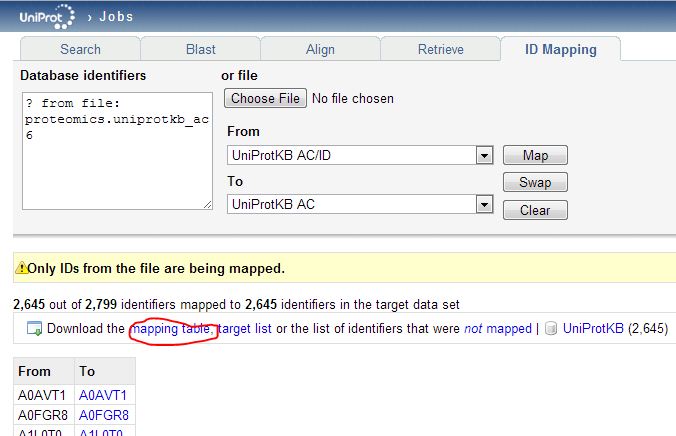 UniProt › Jobs
Search Blast Align Retrieve ID Mapping
Database identifiers or file
? from file:
proteomics.uniprotkb_ac
6
Choose File No file chosen
From
UniProtKB AC/ID Map
To Swap
UniProtKB AC Clear
Only IDs from the file are being mapped.
2,645 out of 2,799 identifiers mapped to 2,645 identifiers in the target data set
Download the mapping table, target list or the list of identifiers that were not mapped | UniProtKB (2,645)
From To
A0AVT1 A0AVT1
A0FGR8 A0FGR8
A1L0T0 A1L0T0